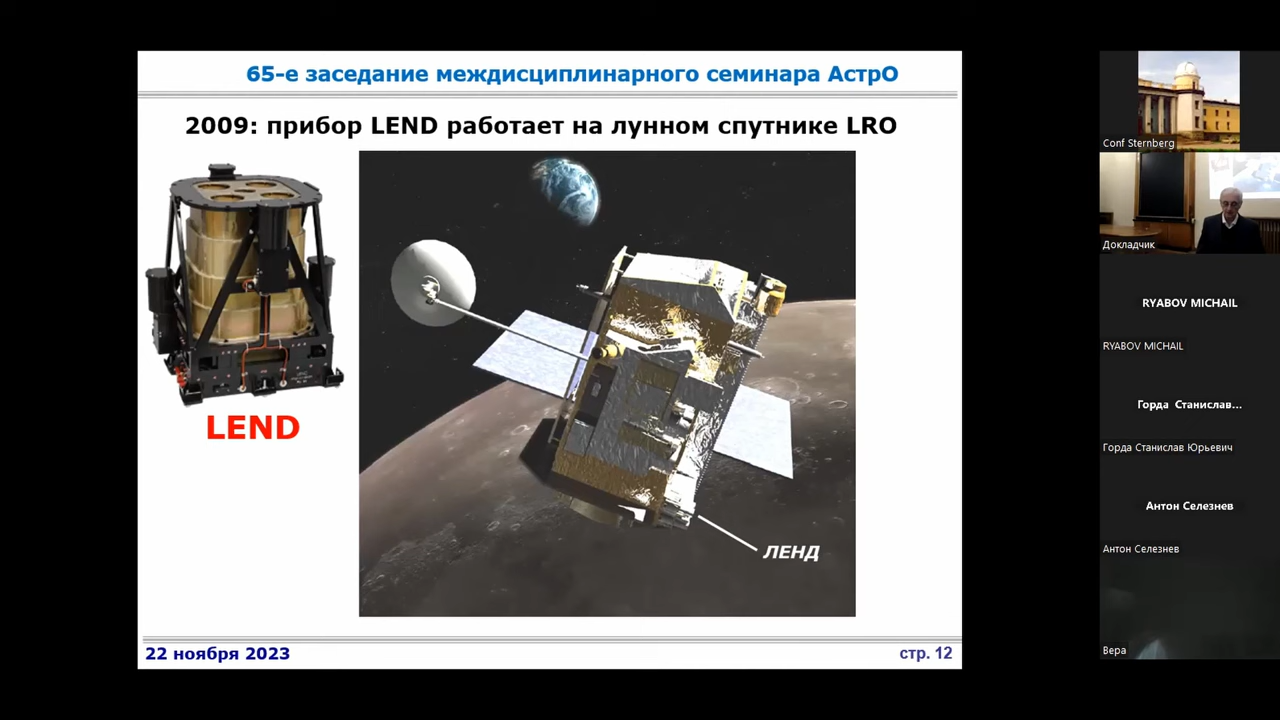 65-е заседание междисциплинарного семинара АстрО
2009: прибор LEND работает на лунном спутнике LRO
LEND
ЛЕНД
22 ноября 2023
стр. 12
Conf Sternberg
Докладчик
RYABOV MICHAIL
RYABOV MICHAIL
Горда Станислав...
Горда Станислав Юрьевич
Антон Селезнев
Антон Селезнев
Вера